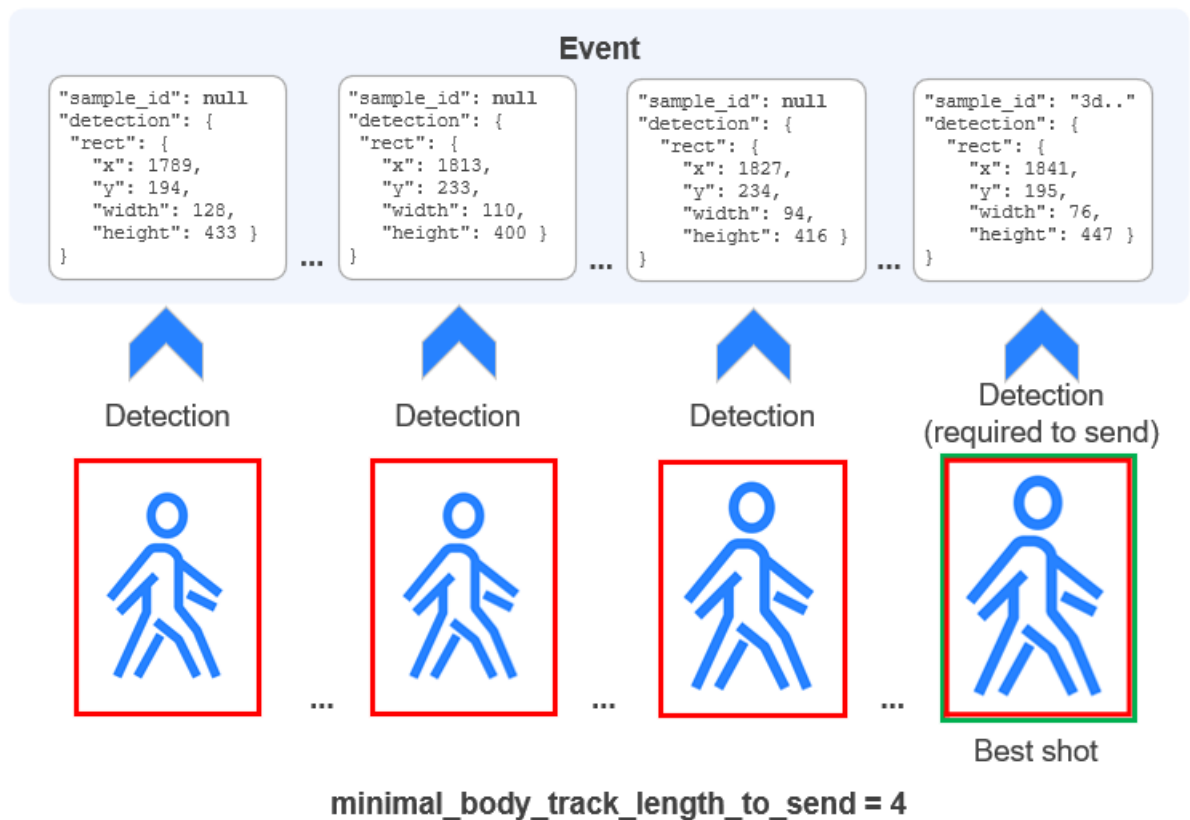 Event
"sample_id": null
"detection": {
"rect": {
"x": 1789,
"y": 194,
"width": 128,
"height": 433 }
}
...
"sample_id": null
"detection": {
"rect": {
"x": 1813,
"y": 233,
"width": 110,
"height": 400 }
}
...
"sample_id": null
"detection": {
"rect": {
"x": 1827,
"y": 234,
"width": 94,
"height": 416 }
}
...
"sample_id": "3d.."
"detection": {
"rect": {
"x": 1841,
"y": 195,
"width": 76,
"height": 447 }
}
Detection
Detection
Detection
Detection
(required to send)
...
...
...
Best shot
minimal_body_track_length_to_send = 4